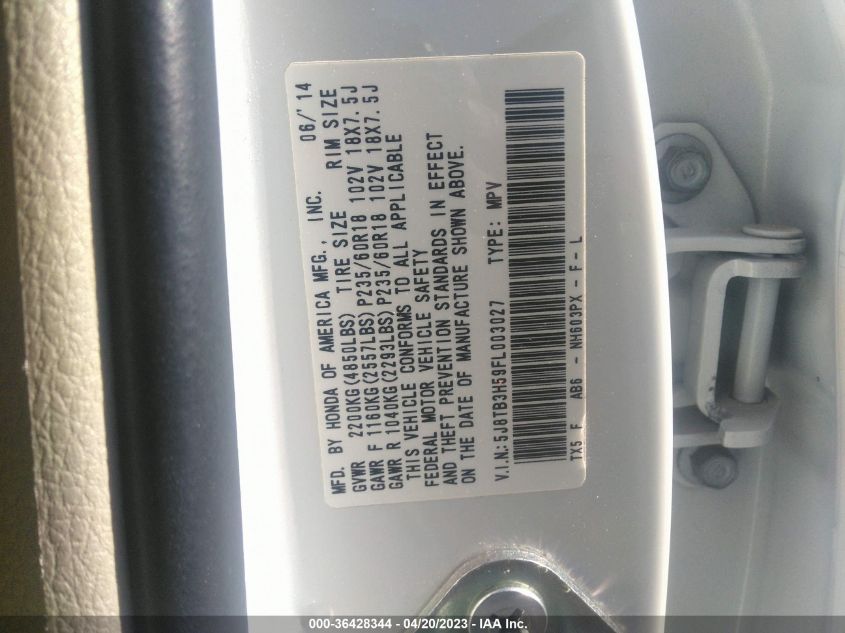 MFD. BY HONDA OF AMERICA MFG., INC. 06/'14
GVWR 2200KG(4850LBS) TIRE SIZE RIM SIZE
GAWR F 1160KG(2557LBS) P235/60R18 102V 18X7.5J
GAWR R 1040KG(2293LBS) P235/60R18 102V 18X7.5J
THIS VEHICLE CONFORMS TO ALL APPLICABLE
FEDERAL MOTOR VEHICLE SAFETY
AND THEFT PREVENTION STANDARDS IN EFFECT
ON THE DATE OF MANUFACTURE SHOWN ABOVE.
V.I.N.:5J8TB3H59FL003027 TYPE: MPV
TX5 F AB6 - NH603PX - F - L
000-36428344 - 04/20/2023 - IAA Inc.